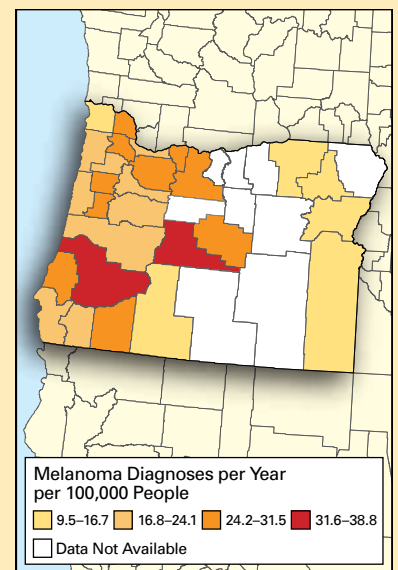 Melanoma Diagnoses per Year
per 100,000 People
9.5–16.7 16.8–24.1 24.2–31.5 31.6–38.8
Data Not Available